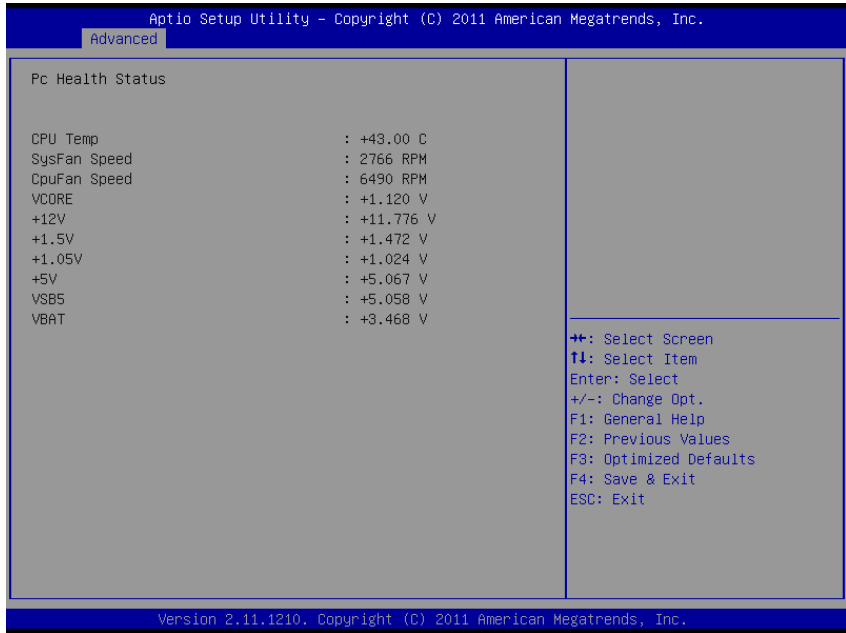 Aptio Setup Utility – Copyright (C) 2011 American Megatrends, Inc.
Advanced
Pc Health Status
CPU Temp : +43.00 C
SysFan Speed : 2766 RPM
CpuFan Speed : 6490 RPM
VCORE : +1.120 V
+12V : +11.776 V
+1.5V : +1.472 V
+1.05V : +1.024 V
+5V : +5.067 V
VSB5 : +5.058 V
VBAT : +3.468 V
→←: Select Screen
↑↓: Select Item
Enter: Select
+/-: Change Opt.
F1: General Help
F2: Previous Values
F3: Optimized Defaults
F4: Save & Exit
ESC: Exit
Version 2.11.1210. Copyright (C) 2011 American Megatrends, Inc.